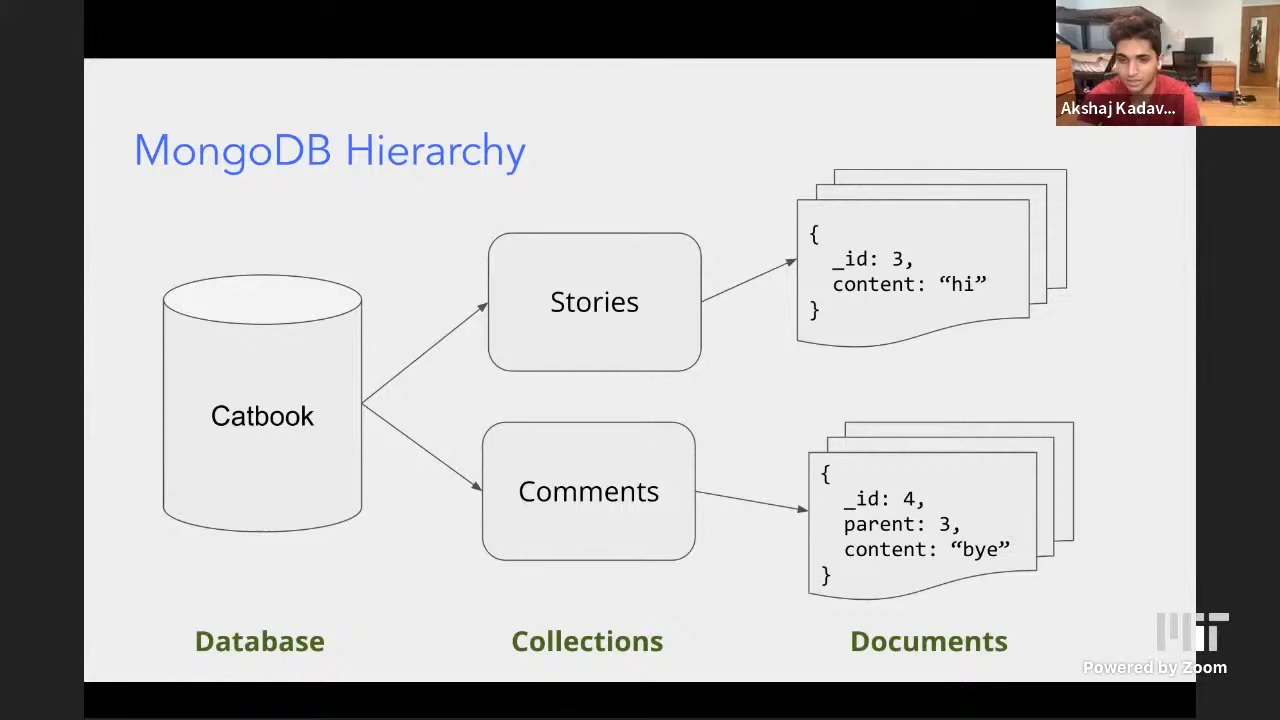 Akshaj Kadav...
MongoDB Hierarchy
Catbook
Stories
{
_id: 3,
content: “hi”
}
Comments
{
_id: 4,
parent: 3,
content: “bye”
}
Database
Collections
Documents
MIT
Powered by Zoom